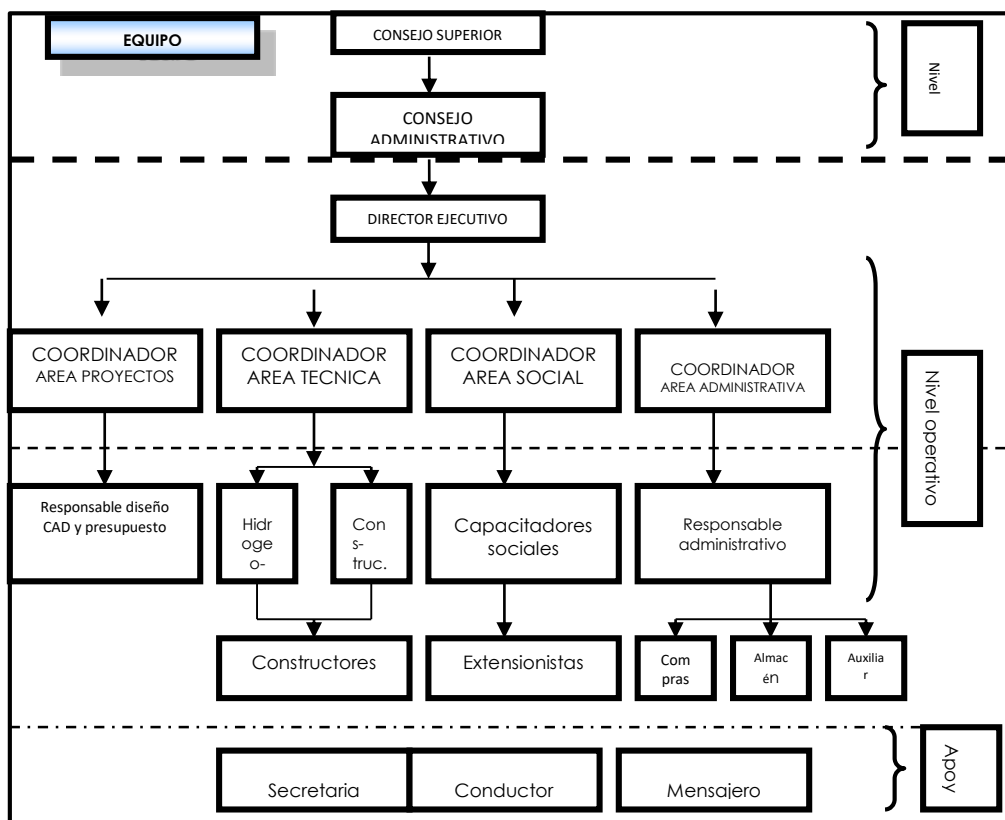 EQUIPO
CONSEJO SUPERIOR
Nivel
CONSEJO
ADMINISTRATIVO
DIRECTOR EJECUTIVO
COORDINADOR
AREA PROYECTOS
COORDINADOR
AREA TECNICA
COORDINADOR
AREA SOCIAL
COORDINADOR
AREA ADMINISTRATIVA
Nivel operativo
Responsable diseño
CAD y presupuesto
Hidr
oge
o-
Con
s-
truc.
Capacitadores
sociales
Responsable
administrativo
Constructores
Extensionistas
Com
pras
Almac
én
Auxilia
r
Apoy
Secretaria
Conductor
Mensajero